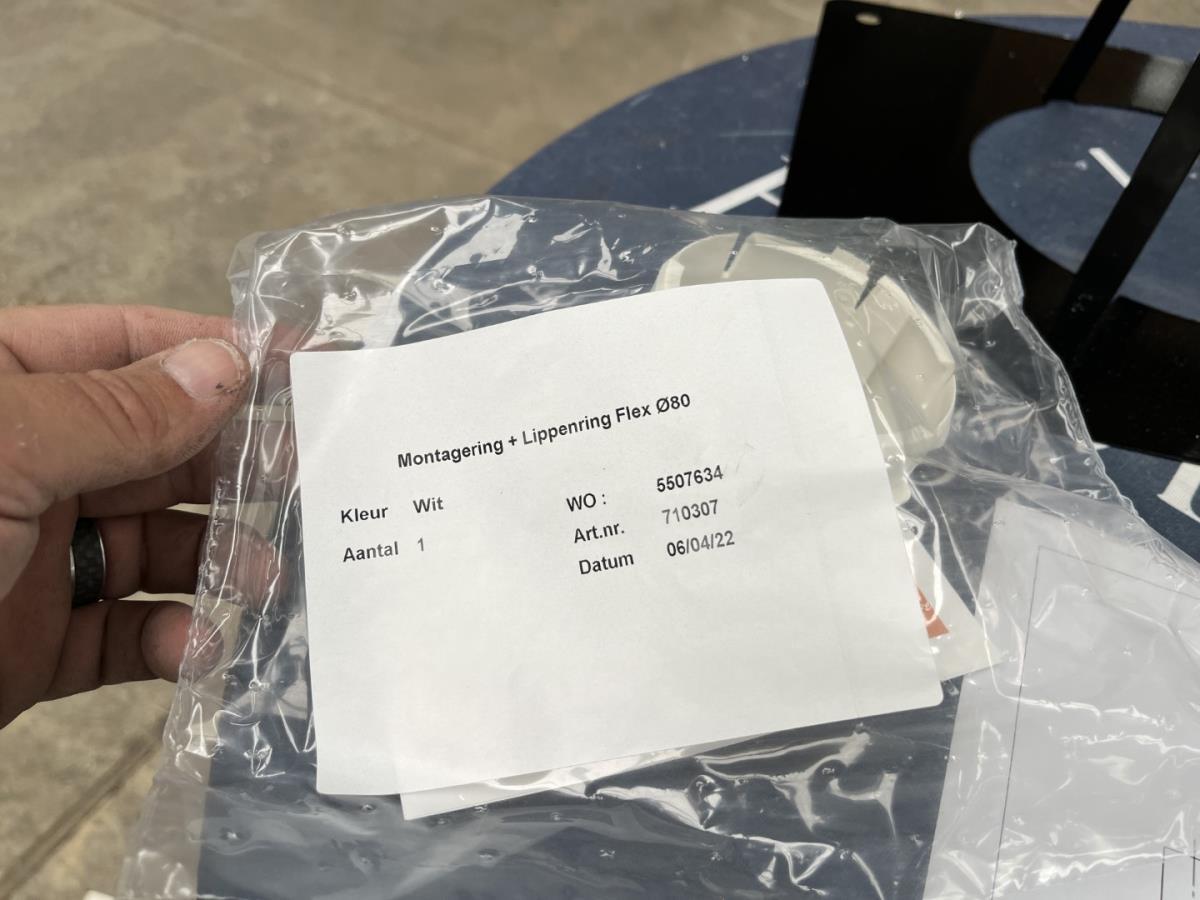 Montagering + Lippenring Flex Ø80
Kleur Wit WO : 5507634
Aantal 1 Art.nr. 710307
Datum 06/04/22